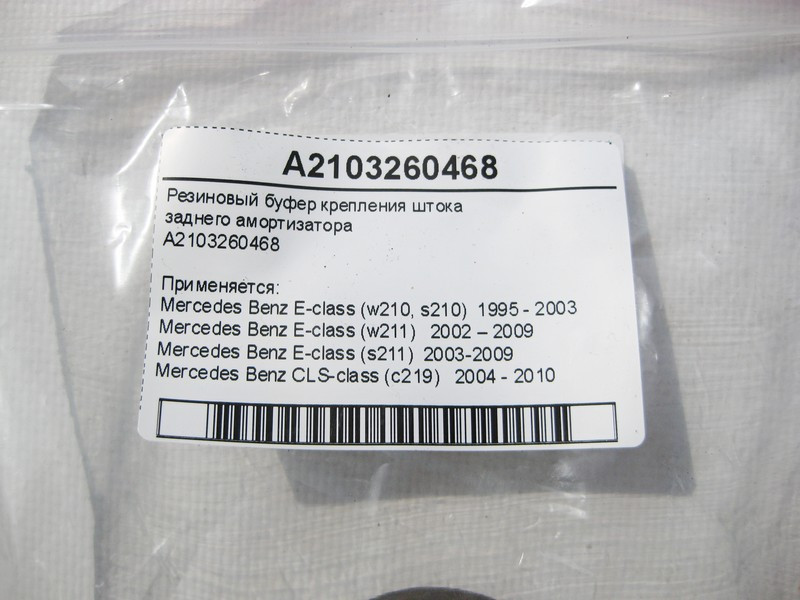 A2103260468
Резиновый буфер крепления штока
заднего амортизатора
A2103260468
Применяется:
Mercedes Benz E-class (w210, s210) 1995 - 2003
Mercedes Benz E-class (w211) 2002 – 2009
Mercedes Benz E-class (s211) 2003-2009
Mercedes Benz CLS-class (c219) 2004 - 2010